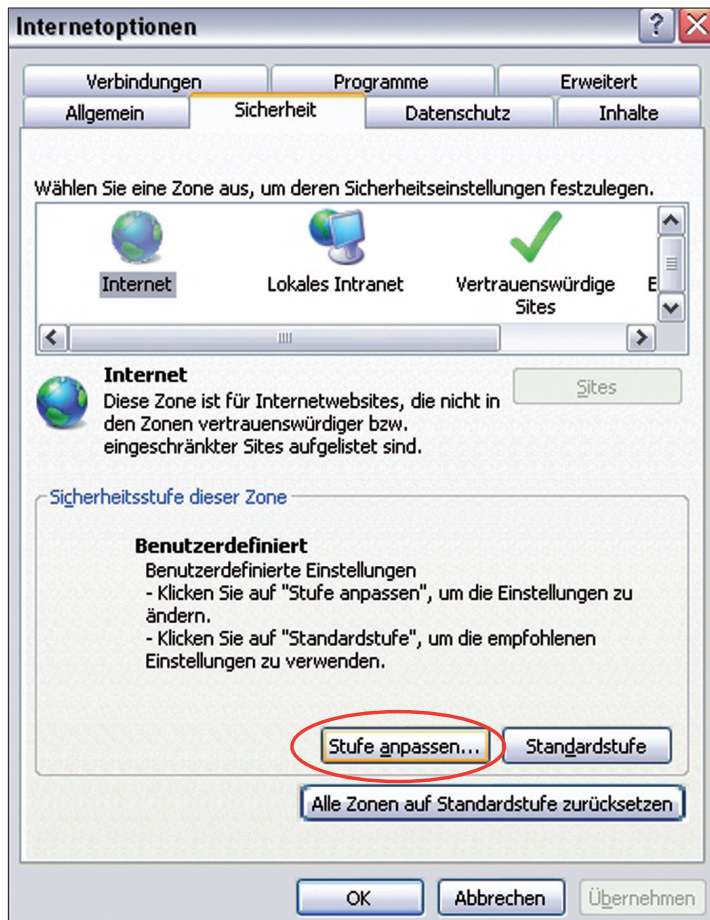 Internetoptionen
?
Verbindungen Programme Erweitert
Allgemein Sicherheit Datenschutz Inhalte
Wählen Sie eine Zone aus, um deren Sicherheitseinstellungen festzulegen.
Internet Lokales Intranet Vertrauenswürdige E
Sites
Internet Sites
Diese Zone ist für Internetwebsites, die nicht in
den Zonen vertrauenswürdiger bzw.
eingeschränkter Sites aufgelistet sind.
Sicherheitsstufe dieser Zone
Benutzerdefiniert
Benutzerdefinierte Einstellungen
- Klicken Sie auf "Stufe anpassen", um die Einstellungen zu
ändern.
- Klicken Sie auf "Standardstufe", um die empfohlenen
Einstellungen zu verwenden.
Stufe anpassen... Standardstufe
Alle Zonen auf Standardstufe zurücksetzen
OK Abbrechen Übernehmen